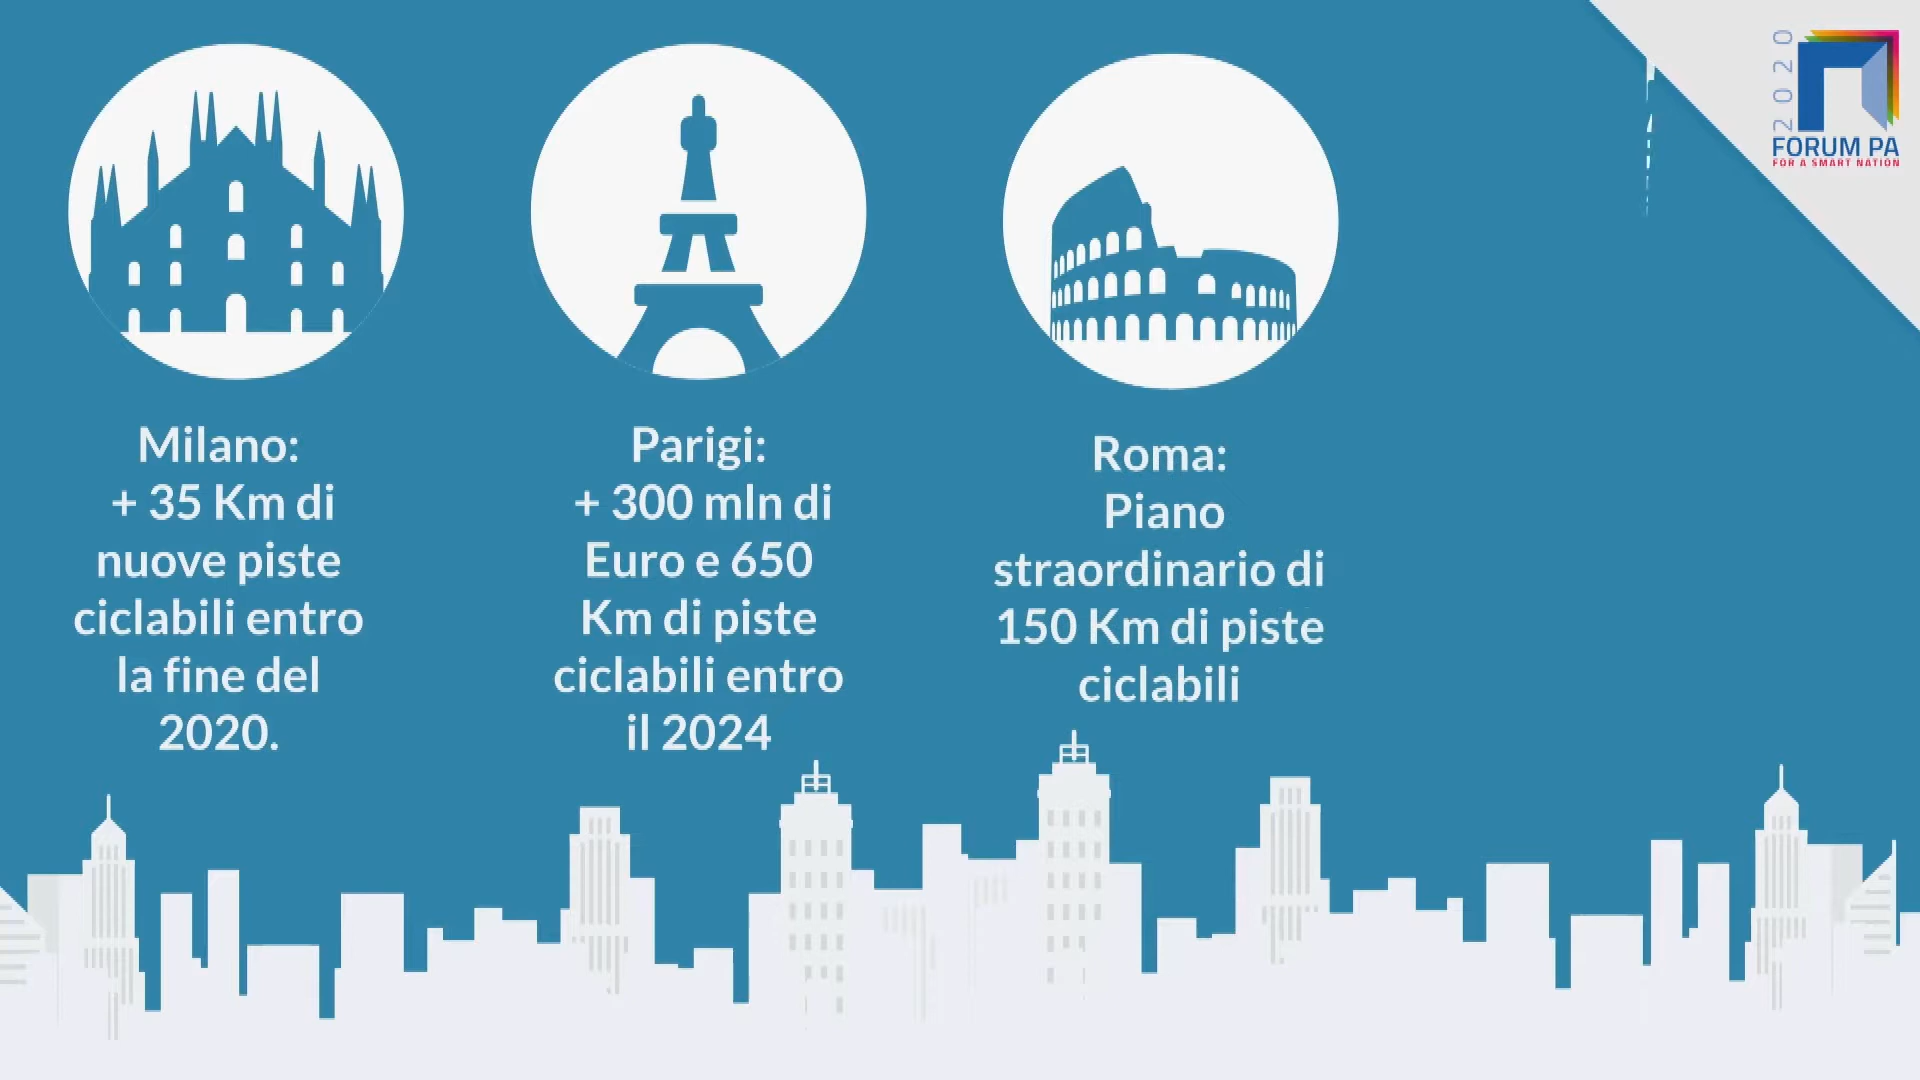 Milano:
+ 35 Km di
nuove piste
ciclabili entro
la fine del
2020.
Parigi:
+ 300 mln di
Euro e 650
Km di piste
ciclabili entro
il 2024
Roma:
Piano
straordinario di
150 Km di piste
ciclabili
2020
FORUM PA
FOR A SMART NATION